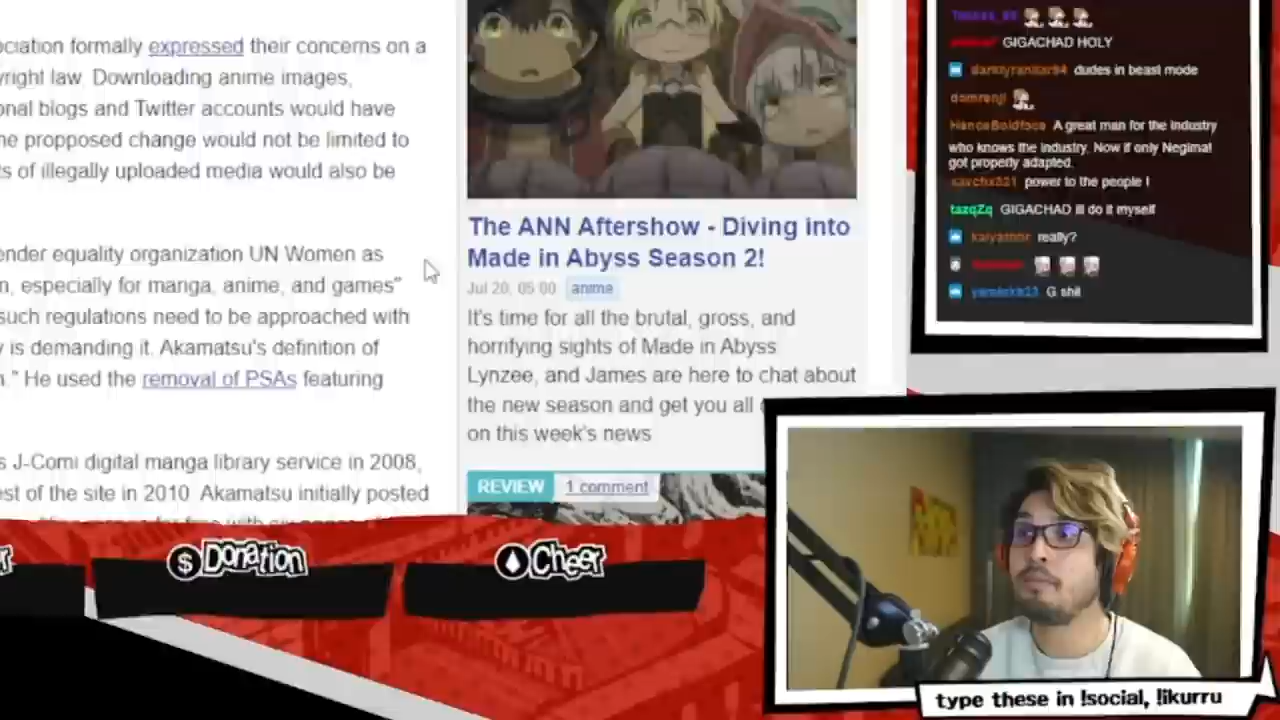 ociation formally expressed their concerns on a
yright law. Downloading anime images,
onal blogs and Twitter accounts would have
ne propposed change would not be limited to
ts of illegally uploaded media would also be
ender equality organization UN Women as
n, especially for manga, anime, and games"
such regulations need to be approached with
y is demanding it. Akamatsu's definition of
n." He used the removal of PSAs featuring
s J-Comi digital manga library service in 2008,
est of the site in 2010. Akamatsu initially posted
The ANN Aftershow - Diving into
Made in Abyss Season 2!
Jul 20, 05:00 anime
It's time for all the brutal, gross, and
horrifying sights of Made in Abyss
Lynzee, and James are here to chat about
the new season and get you all
on this week's news
REVIEW 1 comment
GIGACHAD HOLY
dudes in beast mode
domrenji
HanceBoldface A great man for the industry
who knows the industry. Now if only Negima!
got properly adapted.
power to the people !
tazqZq GIGACHAD ill do it myself
really?
G shit
Donation
Cheer
type these in !social, !ikurru